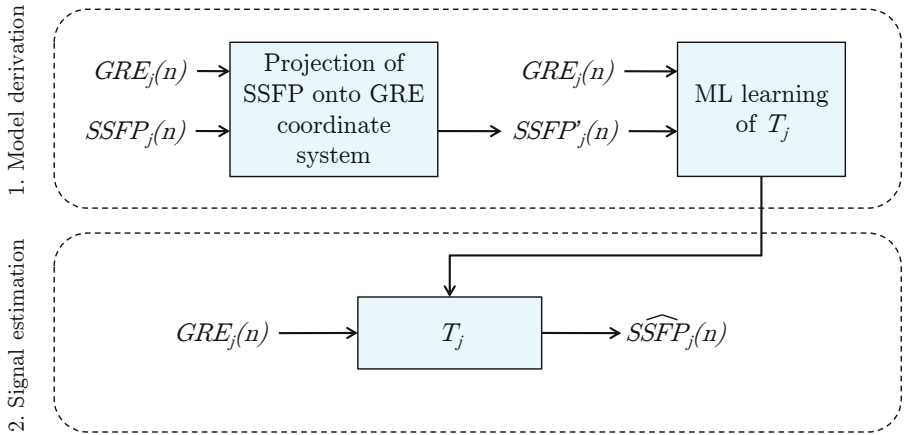 1. Model derivation
GREj(n)
SSFPj(n)
Projection of
SSFP onto GRE
coordinate
system
GREj(n)
SSFP'j(n)
ML learning
of Tj
2. Signal estimation
GREj(n)
Tj
\widehat{SSFP}j(n)